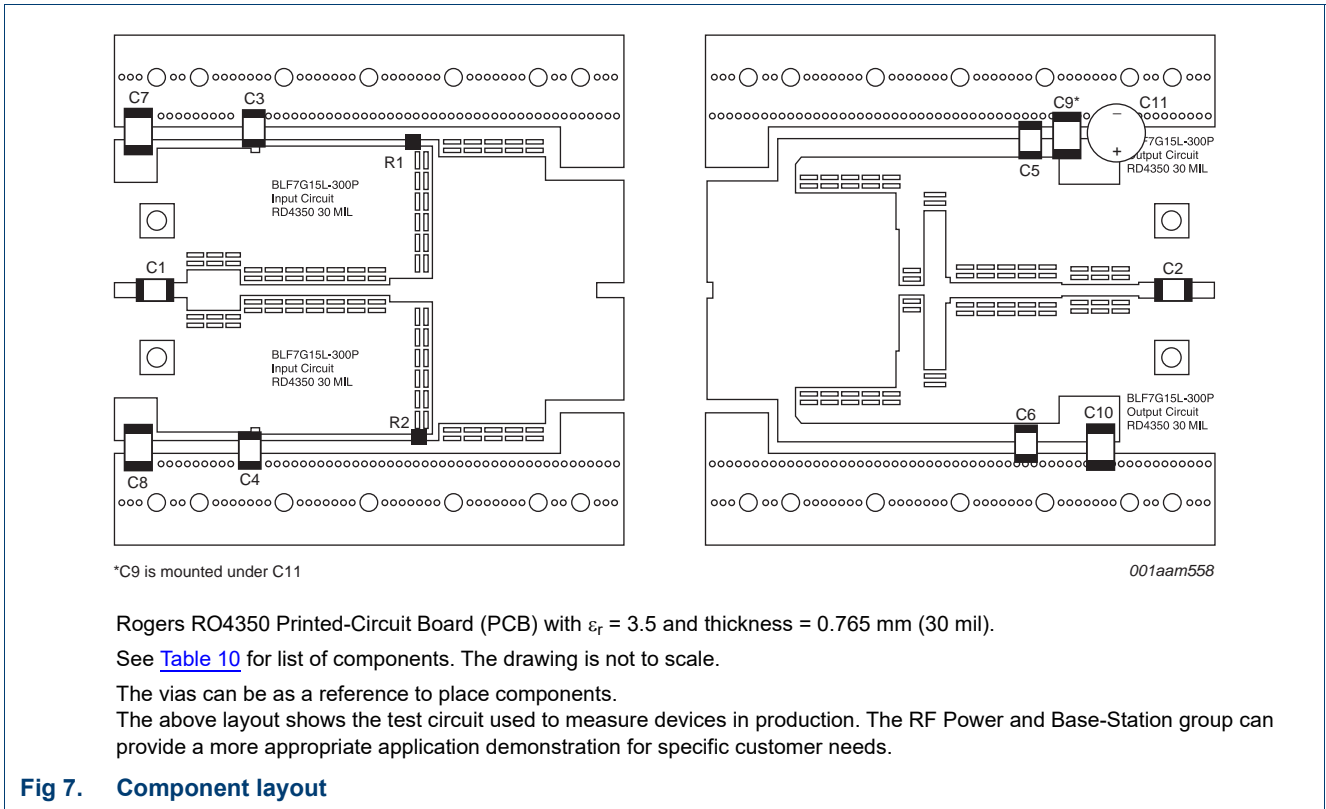 C7
C3
C9*
C11
−
+
R1
C5
BLF7G15L-300P
Input Circuit
RD4350 30 MIL
F7G15L-300P
utput Circuit
RD4350 30 MIL
C1
C2
BLF7G15L-300P
Input Circuit
RD4350 30 MIL
BLF7G15L-300P
Output Circuit
RD4350 30 MIL
R2
C6
C10
C8
C4
*C9 is mounted under C11
001aam558
Rogers RO4350 Printed-Circuit Board (PCB) with εr = 3.5 and thickness = 0.765 mm (30 mil).
See Table 10 for list of components. The drawing is not to scale.
The vias can be as a reference to place components.
The above layout shows the test circuit used to measure devices in production. The RF Power and Base-Station group can
provide a more appropriate application demonstration for specific customer needs.
Fig 7. Component layout